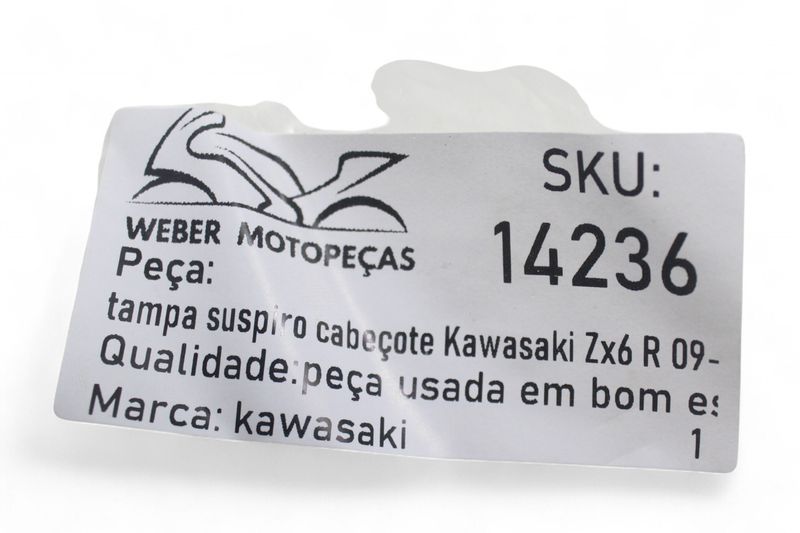 WEBER MOTOPEÇAS
SKU:
14236
Peça:
tampa suspiro cabeçote Kawasaki Zx6 R 09-
Qualidade:peça usada em bom es
Marca: kawasaki
1